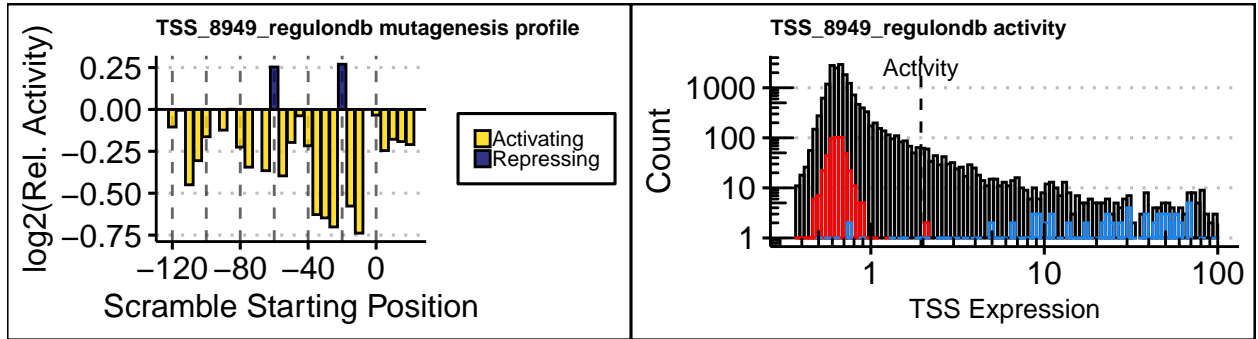 TSS_8949_regulondb mutagenesis profile
log2(Rel. Activity)
0.25
0.00
−0.25
−0.50
−0.75
−120 −80 −40 0
Scramble Starting Position
Activating
Repressing
TSS_8949_regulondb activity
Activity
Count
1000
100
10
1
1 10 100
TSS Expression